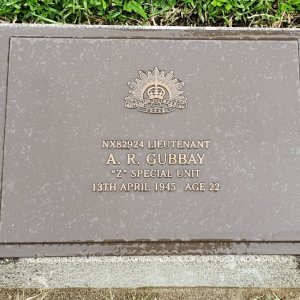 NX82924 LIEUTENANT
A. R. GUBBAY
"Z" SPECIAL UNIT
13TH APRIL 1945 AGE 22